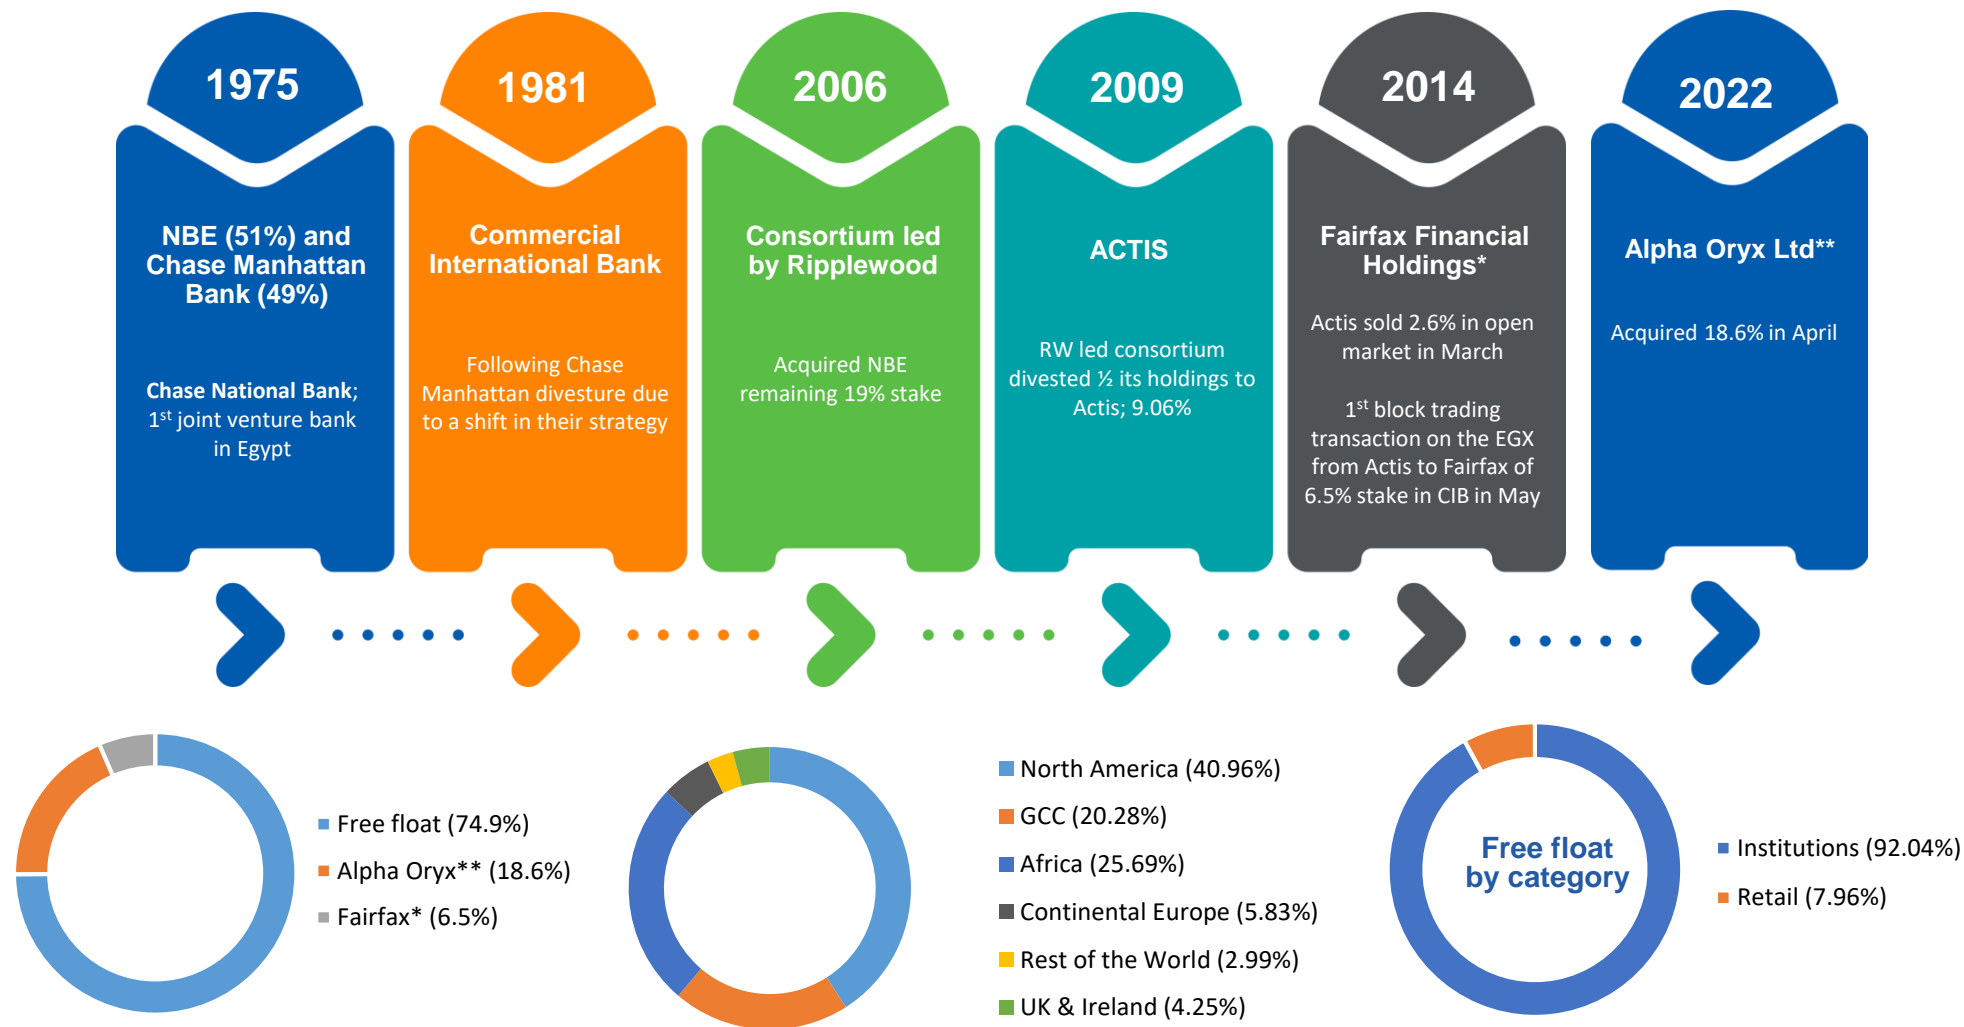 1975
NBE (51%) and
Chase Manhattan
Bank (49%)
Chase National Bank;
1st joint venture bank
in Egypt
1981
Commercial
International Bank
Following Chase
Manhattan divesture due
to a shift in their strategy
2006
Consortium led
by Ripplewood
Acquired NBE
remaining 19% stake
2009
ACTIS
RW led consortium
divested ½ its holdings to
Actis; 9.06%
2014
Fairfax Financial
Holdings*
Actis sold 2.6% in open
market in March
1st block trading
transaction on the EGX
from Actis to Fairfax of
6.5% stake in CIB in May
2022
Alpha Oryx Ltd**
Acquired 18.6% in April
Free float (74.9%)
Alpha Oryx** (18.6%)
Fairfax* (6.5%)
North America (40.96%)
GCC (20.28%)
Africa (25.69%)
Continental Europe (5.83%)
Rest of the World (2.99%)
UK & Ireland (4.25%)
Free float
by category
Institutions (92.04%)
Retail (7.96%)